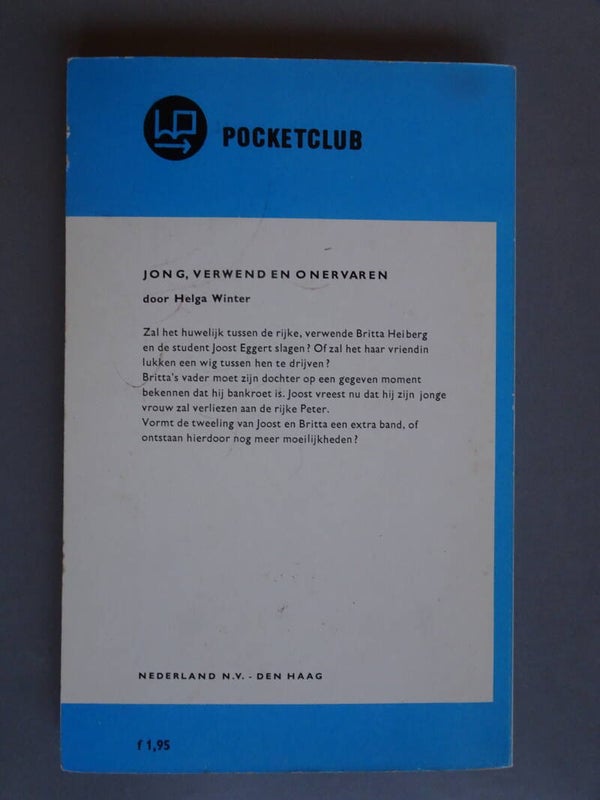 POCKETCLUB
JONG, VERWEND EN ONERVAREN
door Helga Winter
Zal het huwelijk tussen de rijke, verwende Britta Heiberg
en de student Joost Eggert slagen? Of zal het haar vriendin
lukken een wig tussen hen te drijven?
Britta's vader moet zijn dochter op een gegeven moment
bekennen dat hij bankroet is. Joost vreest nu dat hij zijn jonge
vrouw zal verliezen aan de rijke Peter.
Vormt de tweeling van Joost en Britta een extra band, of
ontstaan hierdoor nog meer moeilijkheden?
NEDERLAND N.V. - DEN HAAG
f 1,95